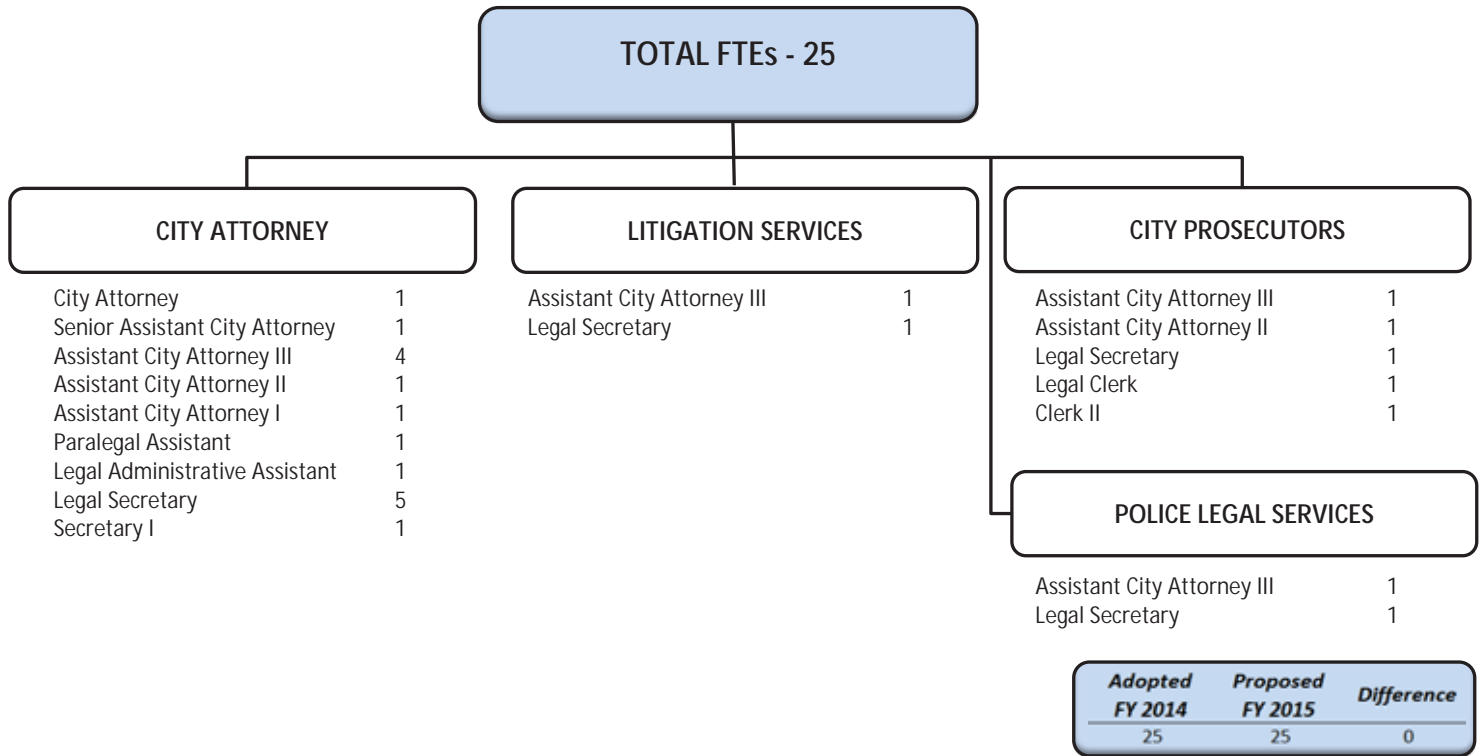 TOTAL FTEs - 25
CITY ATTORNEY
City Attorney 1
Senior Assistant City Attorney 1
Assistant City Attorney III 4
Assistant City Attorney II 1
Assistant City Attorney I 1
Paralegal Assistant 1
Legal Administrative Assistant 1
Legal Secretary 5
Secretary I 1
LITIGATION SERVICES
Assistant City Attorney III 1
Legal Secretary 1
CITY PROSECUTORS
Assistant City Attorney III 1
Assistant City Attorney II 1
Legal Secretary 1
Legal Clerk 1
Clerk II 1
POLICE LEGAL SERVICES
Assistant City Attorney III 1
Legal Secretary 1
Adopted Proposed Difference
FY 2014 FY 2015
25 25 0